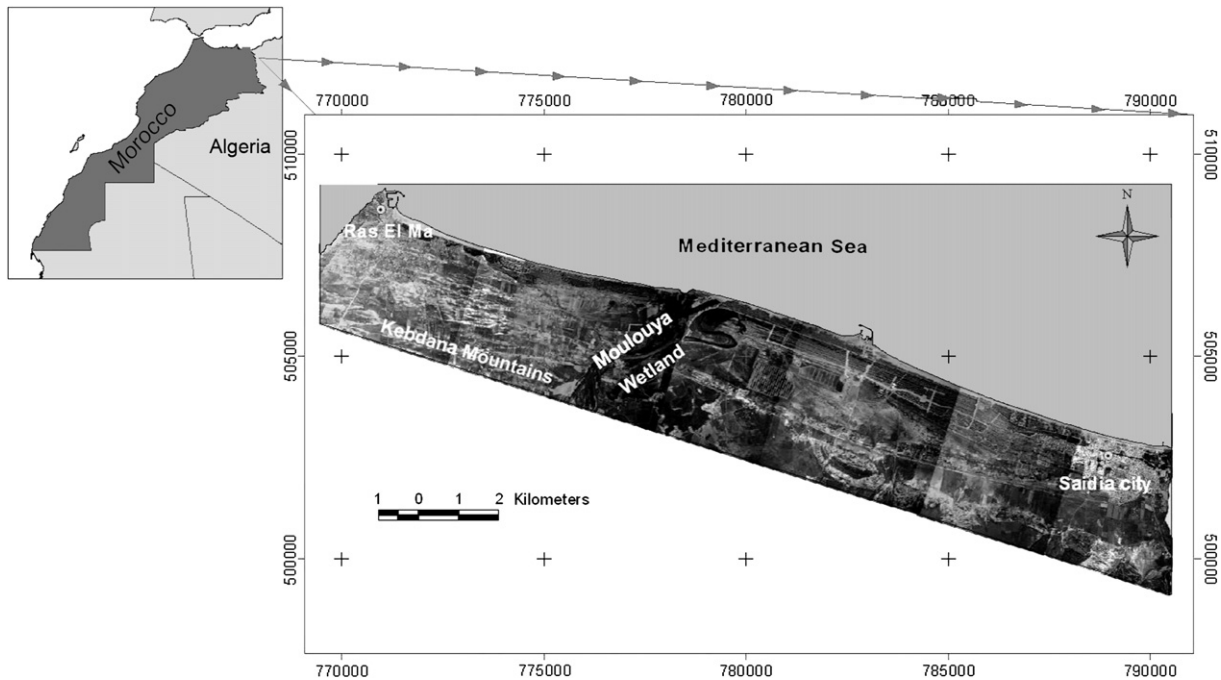 Morocco
Algeria
770000 775000 780000 785000 790000
510000
510000
N
Ras El Ma
Mediterranean Sea
Kebdana Mountains
Moulouya
Wetland
505000
505000
Saidia city
1 0 1 2 Kilometers
500000
500000
770000 775000 780000 785000 790000